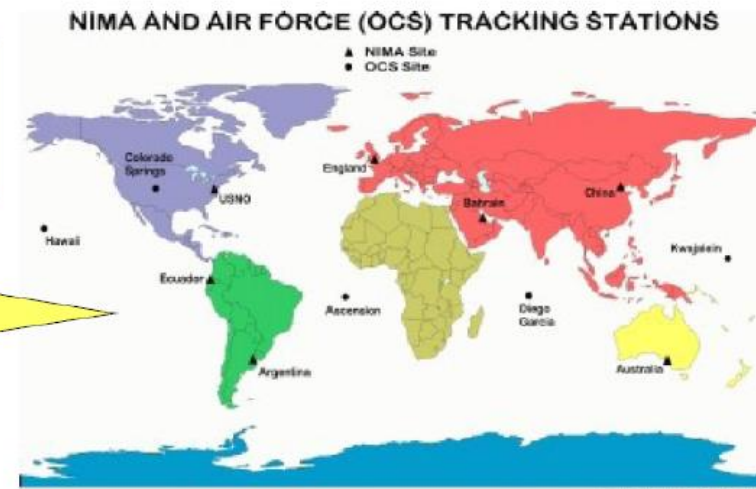 NIMA AND AIR FORCE (OCS) TRACKING STATIONS
▲ NIMA Site
● OCS Site
Colorado
Springs
England
China
USNO
Bahrain
Hawaii
Kwajalein
Ecuador
Ascension
Diego
Garcia
Argentina
Australia